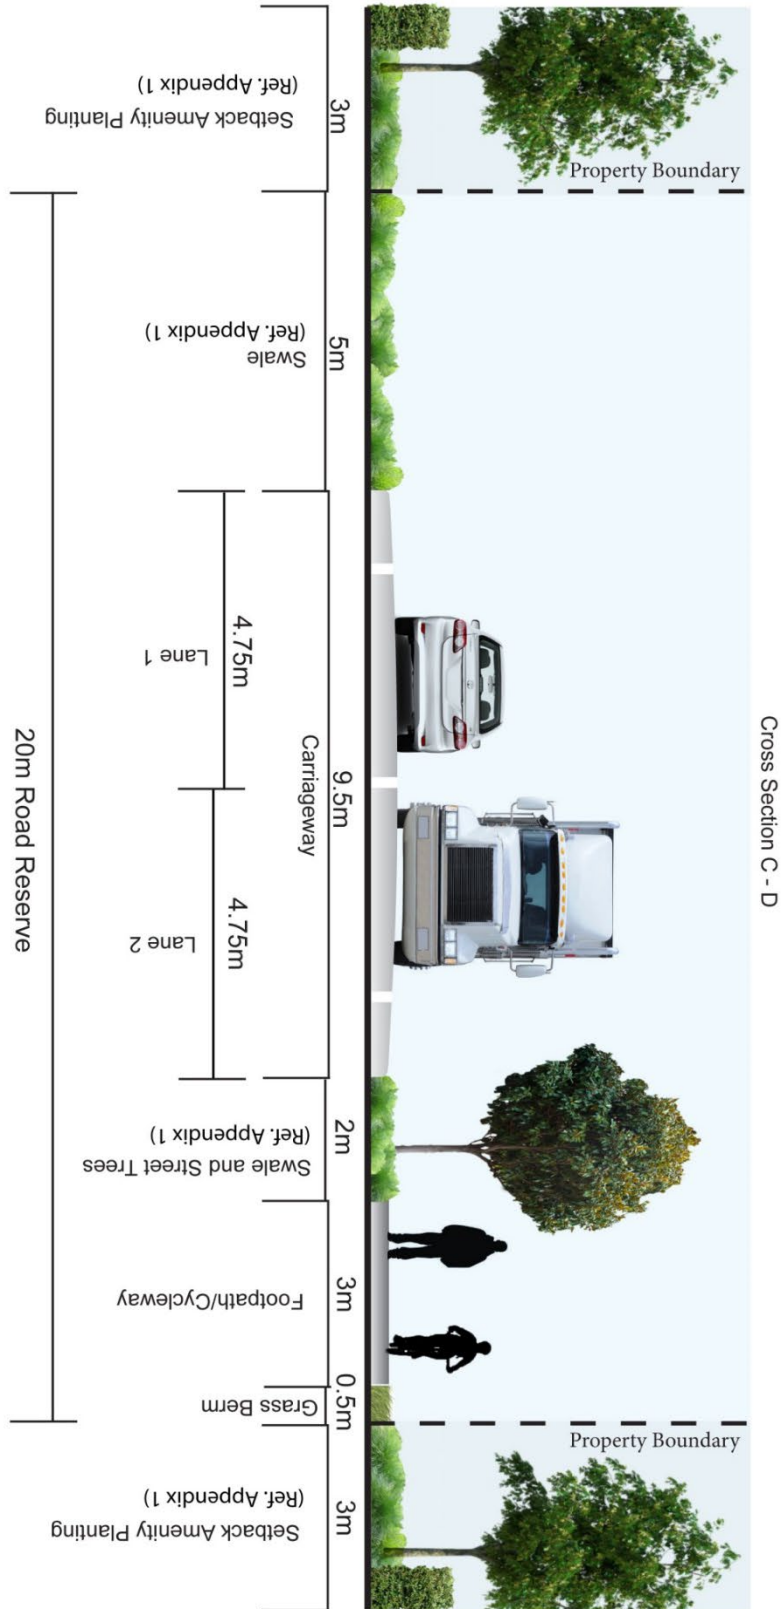 Cross Section C - D
Property Boundary
Property Boundary
3m
5m
9.5m
2m
3m
0.5m
3m
Setback Amenity Planting
(Ref. Appendix 1)
Swale
(Ref. Appendix 1)
Carriageway
4.75m
Lane 1
4.75m
Lane 2
Swale and Street Trees
(Ref. Appendix 1)
Footpath/Cycleway
Grass Berm
Setback Amenity Planting
(Ref. Appendix 1)
20m Road Reserve